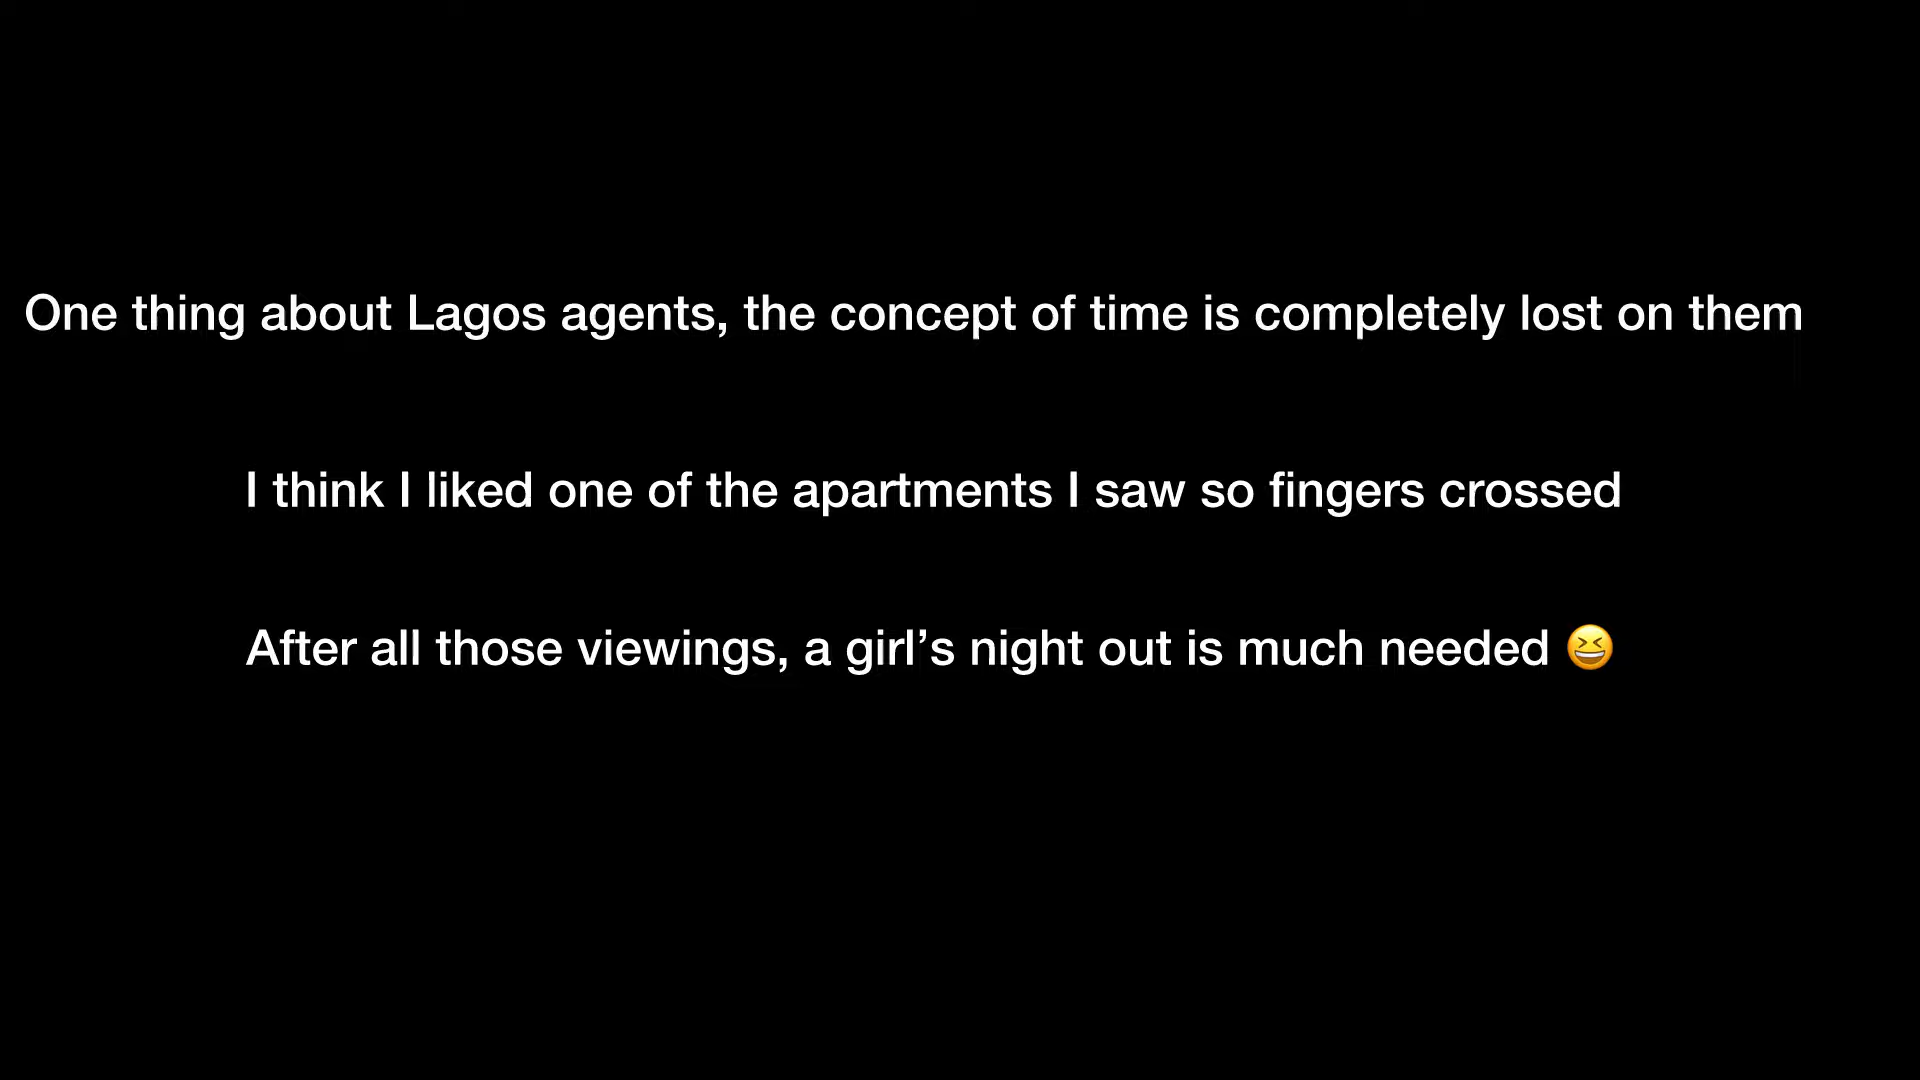 One thing about Lagos agents, the concept of time is completely lost on them
I think I liked one of the apartments I saw so fingers crossed
After all those viewings, a girl’s night out is much needed 😆